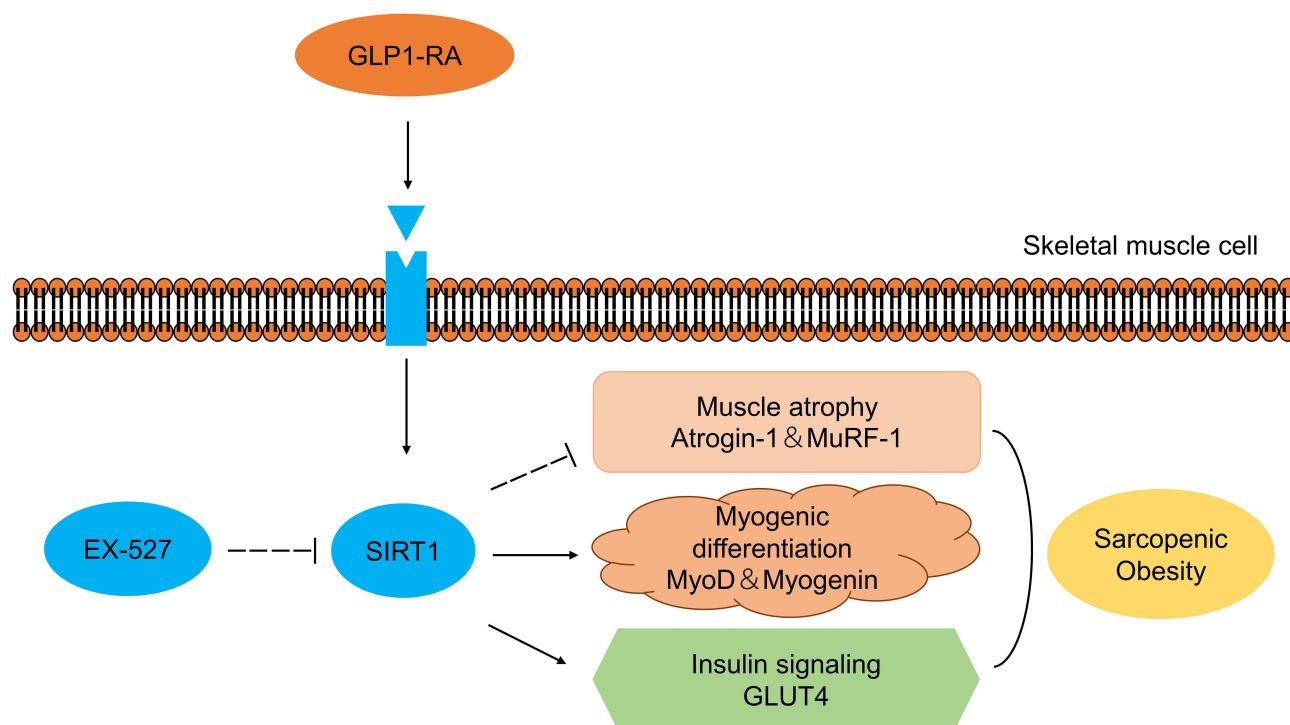 GLP1-RA
Skeletal muscle cell
Muscle atrophy
Atrogin-1＆MuRF-1
EX-527
SIRT1
Myogenic
differentiation
MyoD＆Myogenin
Sarcopenic
Obesity
Insulin signaling
GLUT4